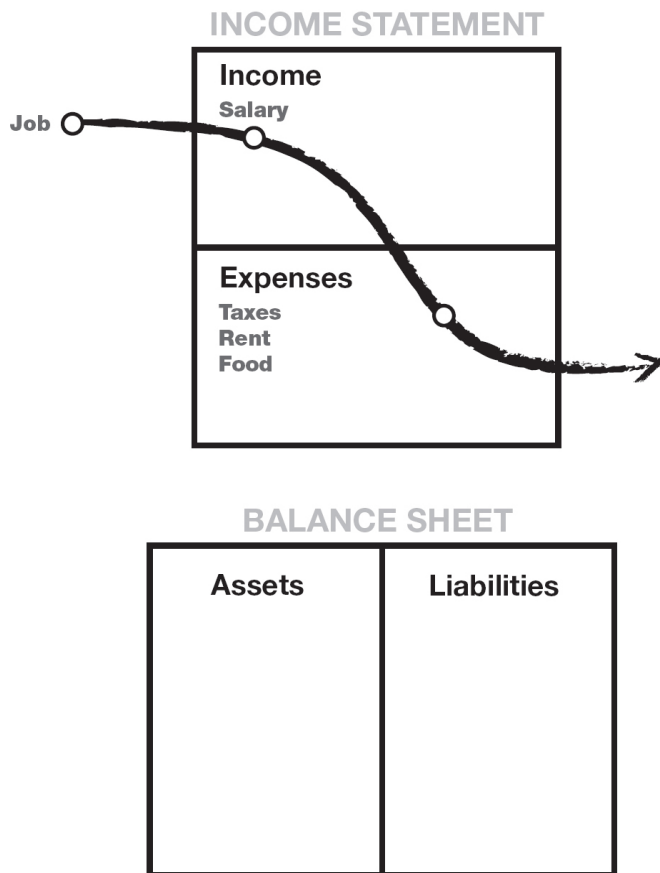 INCOME STATEMENT
Income
Salary
Job
Expenses
Taxes
Rent
Food
BALANCE SHEET
Assets
Liabilities